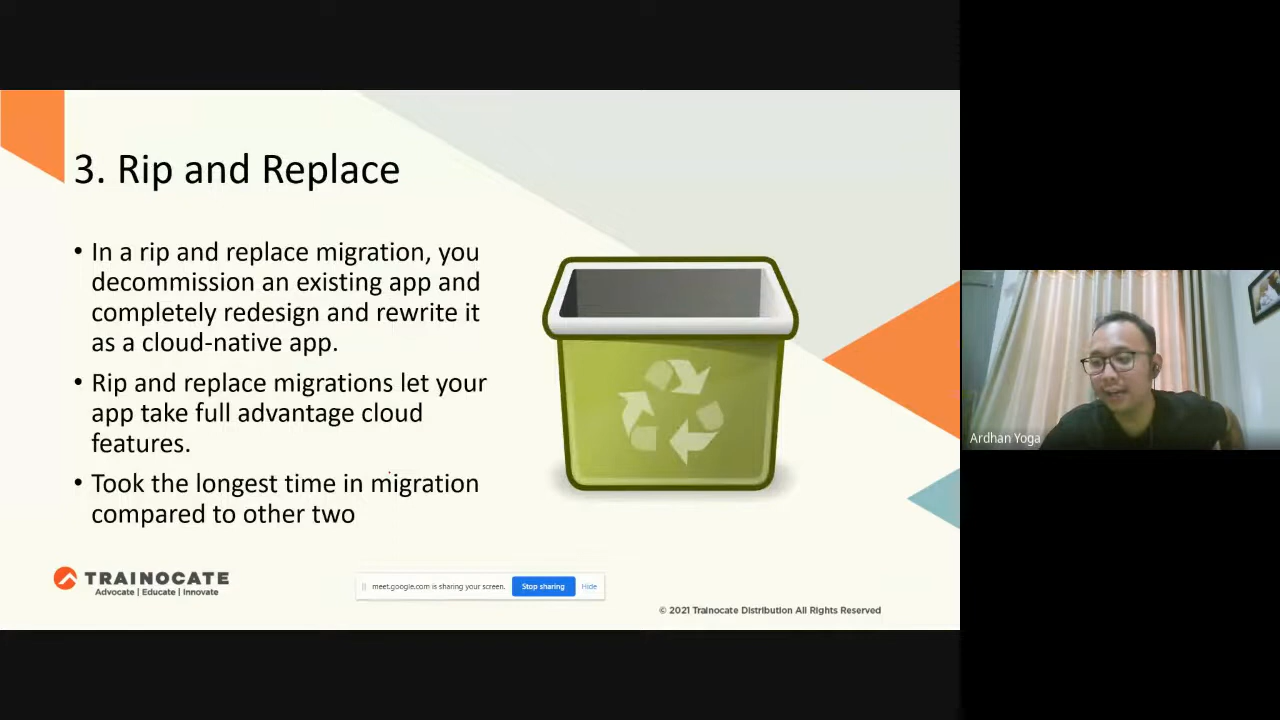 3. Rip and Replace
• In a rip and replace migration, you
decommission an existing app and
completely redesign and rewrite it
as a cloud-native app.
• Rip and replace migrations let your
app take full advantage cloud
features.
• Took the longest time in migration
compared to other two
TRAINOCATE
Advocate | Educate | Innovate
meet.google.com is sharing your screen. Stop sharing Hide
© 2021 Trainocate Distribution All Rights Reserved
Ardhan Yoga